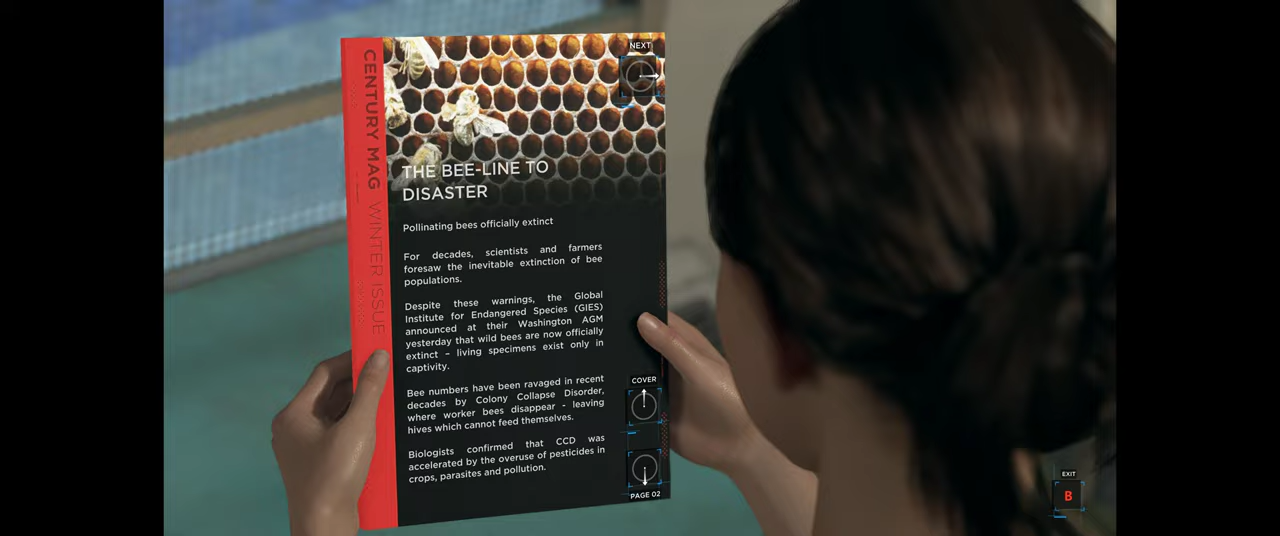 CENTURY MAG WINTER ISSUE
NEXT
THE BEE-LINE TO
DISASTER
Pollinating bees officially extinct
For decades, scientists and farmers
foresaw the inevitable extinction of bee
populations.
Despite these warnings, the Global
Institute for Endangered Species (GIES)
announced at their Washington AGM
yesterday that wild bees are now officially
extinct – living specimens exist only in
captivity.
Bee numbers have been ravaged in recent
decades by Colony Collapse Disorder,
where worker bees disappear - leaving
hives which cannot feed themselves.
Biologists confirmed that CCD was
accelerated by the overuse of pesticides in
crops, parasites and pollution.
COVER
PAGE 02
EXIT
B